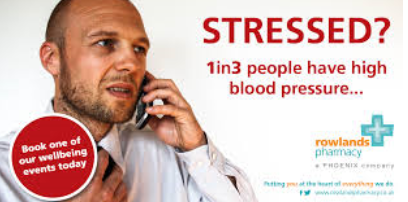 STRESSED?
1in3 people have high
blood pressure...
Book one of
our wellbeing
events today
rowlands
pharmacy
a PHOENIX company
Putting you at the heart of everything we do
www.rowlandspharmacy.co.uk